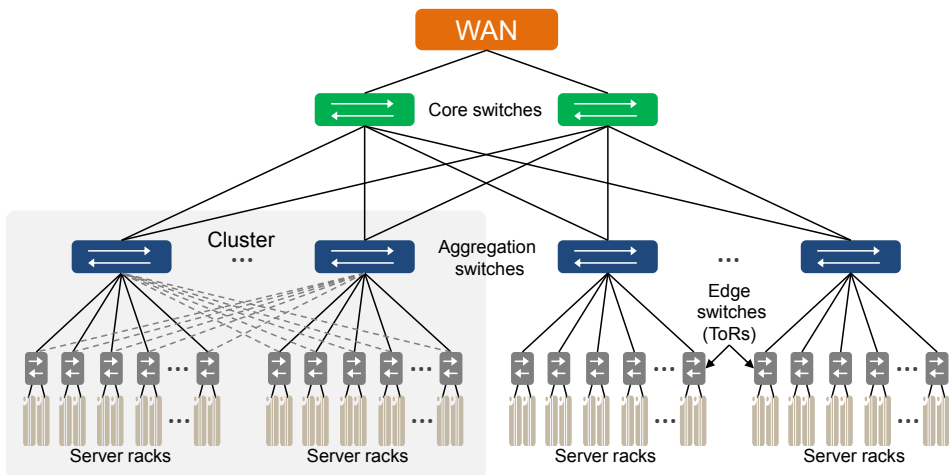 WAN
Core switches
Cluster
...
Aggregation
switches
...
Edge
switches
(ToRs)
...
...
...
...
...
...
...
...
Server racks
Server racks
Server racks
Server racks